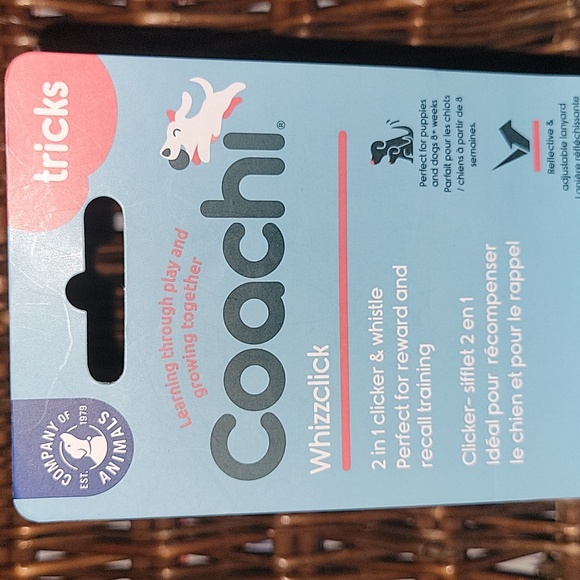 tricks
COMPANY OF
ANIMALS
EST. 1979
Learning through play and
growing together
Coachi®
Whizzclick
2 in 1 clicker & whistle
Perfect for reward and
recall training
Clicker- sifflet 2 en 1
Idéal pour récompenser
le chien et pour le rappel
Perfect for puppies
and dogs 8+ weeks
Parfait pour les chiots
/ chiens à partir de 8
semaines.
Reflective &
adjustable lanyard
Lanière réfléchissante